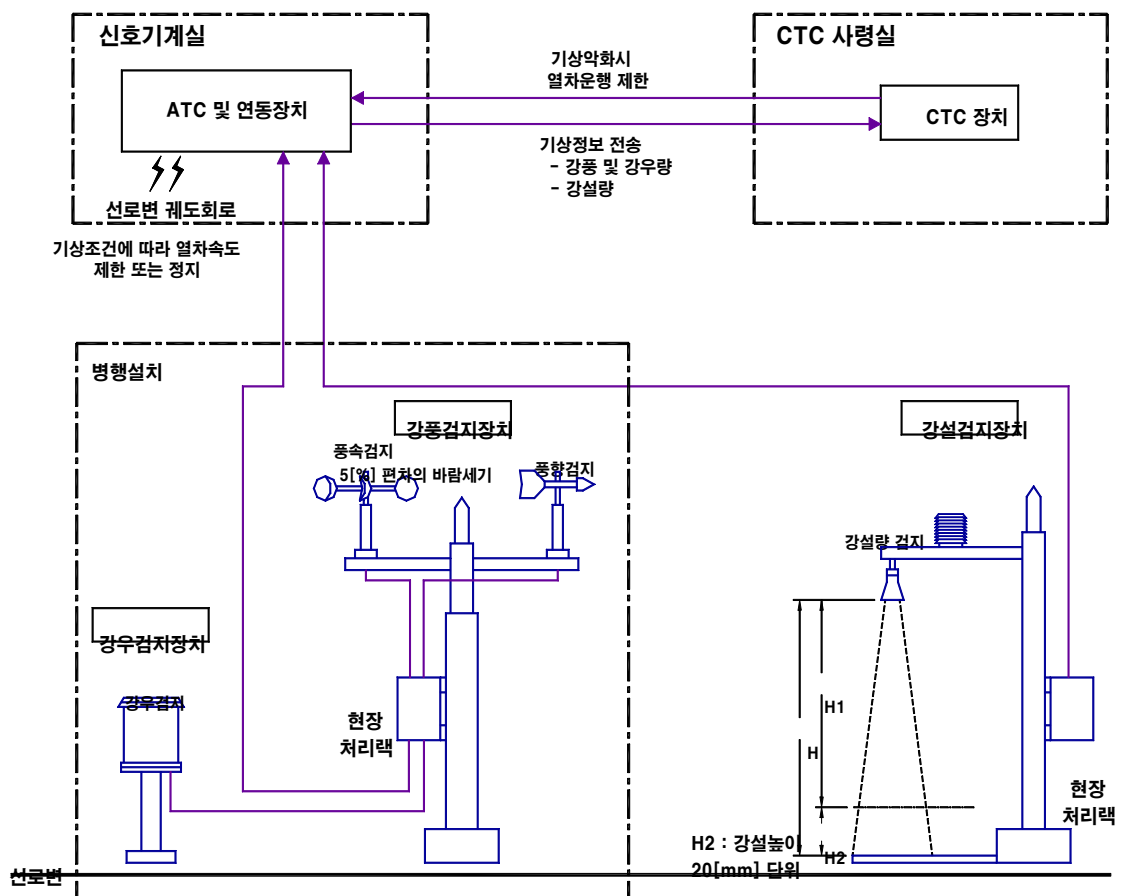 신호기계실
CTC 사령실
기상악화시
열차운행 제한
ATC 및 연동장치
CTC 장치
기상정보 전송
- 강풍 및 강우량
- 강설량
선로변 궤도회로
기상조건에 따라 열차속도
제한 또는 정지
병행설치
강풍검지장치
강설검지장치
풍속검지
5[%] 편차의 바람세기
풍향검지
강설량 검지
강우검지장치
강우검지
현장
처리랙
H1
H
현장
처리랙
H2 : 강설높이
20[mm] 단위
H2
선로변